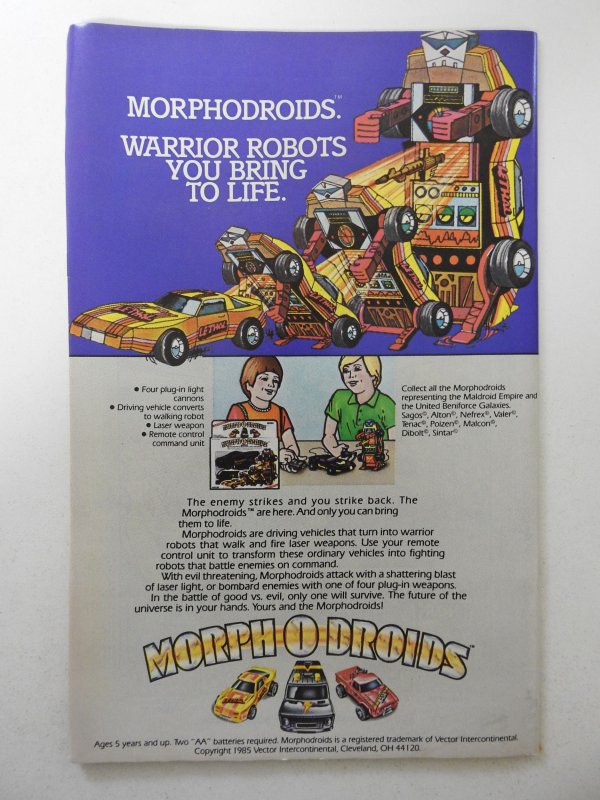 MORPHODROIDS.™
WARRIOR ROBOTS
YOU BRING
TO LIFE.
LETHOL
LETHOL
• Four plug-in light
cannons
• Driving vehicle converts
to walking robot
• Laser weapon
• Remote control
command unit
Collect all the Morphodroids
representing the Maldroid Empire and
the United Beniforce Galaxies.
Sagos©, Alton©, Nefrex©, Valer©,
Tenac©, Poizen©, Malcon©,
Dibolt©, Sintar©
The enemy strikes and you strike back. The
Morphodroids™ are here. And only you can bring
them to life.
Morphodroids are driving vehicles that turn into warrior
robots that walk and fire laser weapons. Use your remote
control unit to transform these ordinary vehicles into fighting
robots that battle enemies on command.
With evil threatening, Morphodroids attack with a shattering blast
of laser light, or bombard enemies with one of four plug-in weapons.
In the battle of good vs. evil, only one will survive. The future of the
universe is in your hands. Yours and the Morphodroids!
MORPH-O-DROIDS™
Ages 5 years and up. Two "AA" batteries required. Morphodroids is a registered trademark of Vector Intercontinental.
Copyright 1985 Vector Intercontinental, Cleveland, OH 44120.